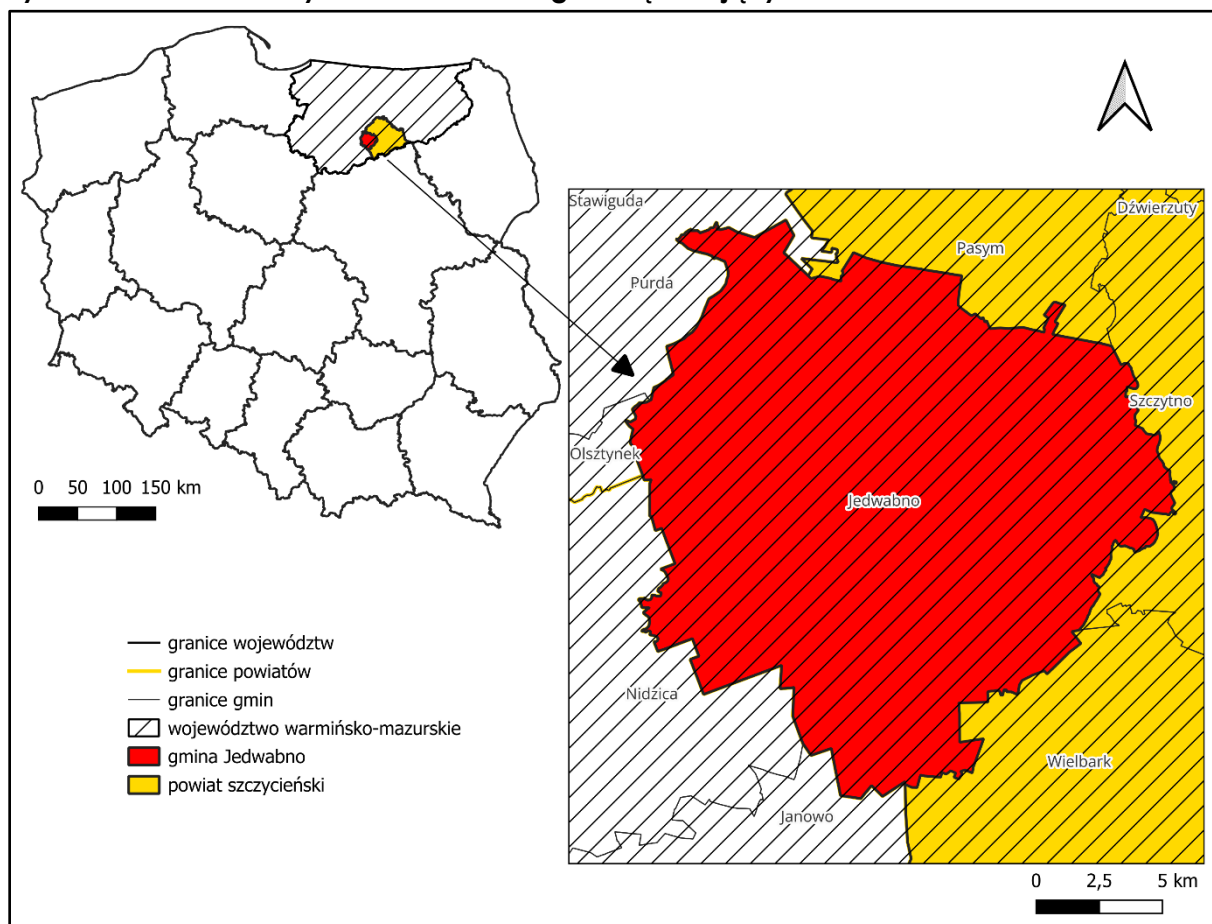 Stawiguda
Dźwierzuty
Pasym
Purda
Szczytno
Olsztynek
Jedwabno
0 50 100 150 km
granice województw
granice powiatów
granice gmin
województwo warmińsko-mazurskie
gmina Jedwabno
powiat szczycieński
Nidzica
Wielbark
Janowo
0 2,5 5 km